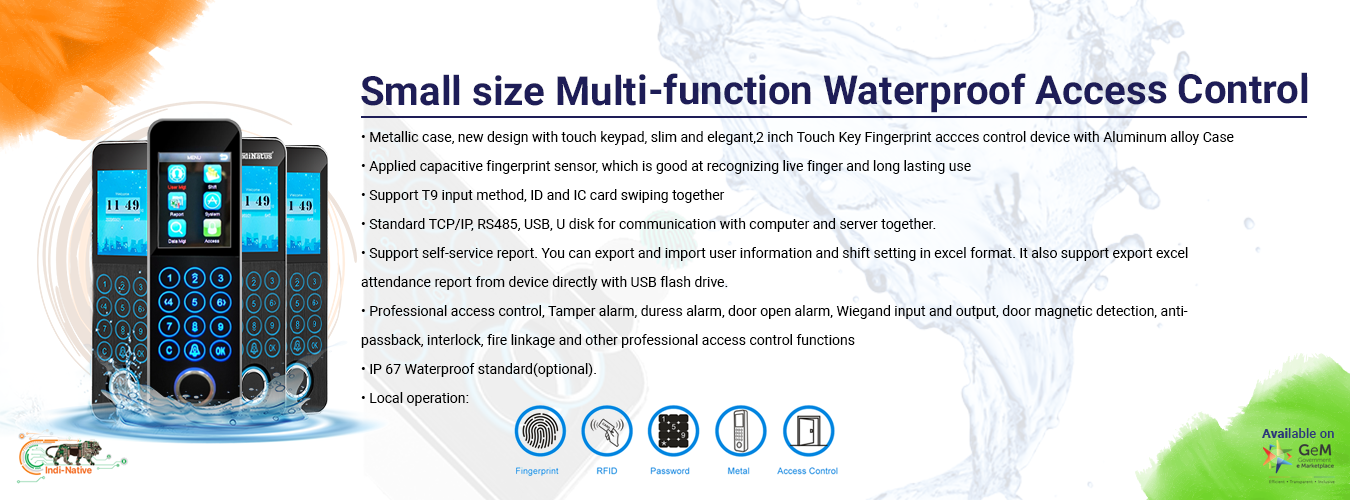 Small size Multi-function Waterproof Access Control
• Metallic case, new design with touch keypad, slim and elegant,2 inch Touch Key Fingerprint accces control device with Aluminum alloy Case
• Applied capacitive fingerprint sensor, which is good at recognizing live finger and long lasting use
• Support T9 input method, ID and IC card swiping together
• Standard TCP/IP, RS485, USB, U disk for communication with computer and server together.
• Support self-service report. You can export and import user information and shift setting in excel format. It also support export excel
attendance report from device directly with USB flash drive.
• Professional access control, Tamper alarm, duress alarm, door open alarm, Wiegand input and output, door magnetic detection, anti-
passback, interlock, fire linkage and other professional access control functions
• IP 67 Waterproof standard(optional).
• Local operation:
Fingerprint RFID Password Metal Access Control
MENU
User Mgt Shift
Report System
Data Mgt Access
11 49
1 49
1 49
1 2 3
4 5 6
7 8 9
C OK
Indi-Native
Available on
GeM
Government
e Marketplace
Efficient • Transparent • Inclusive